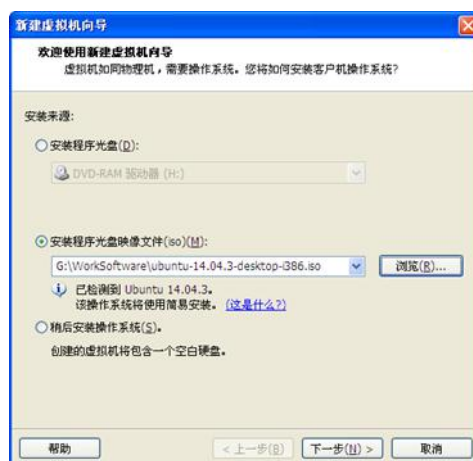 新建虚拟机向导
欢迎使用新建虚拟机向导
虚拟机如同物理机，需要操作系统。您将如何安装客户机操作系统?
安装来源:
安装程序光盘(D):
DVD-RAM 驱动器 (H:)
安装程序光盘映像文件(iso)(M):
G:\WorkSoftware\ubuntu-14.04.3-desktop-i386.iso
浏览(R)...
已检测到 Ubuntu 14.04.3。
该操作系统将使用简易安装。 (这是什么?)
稍后安装操作系统(S)。
创建的虚拟机将包含一个空白硬盘。
帮助
< 上一步(B)
下一步(N) >
取消